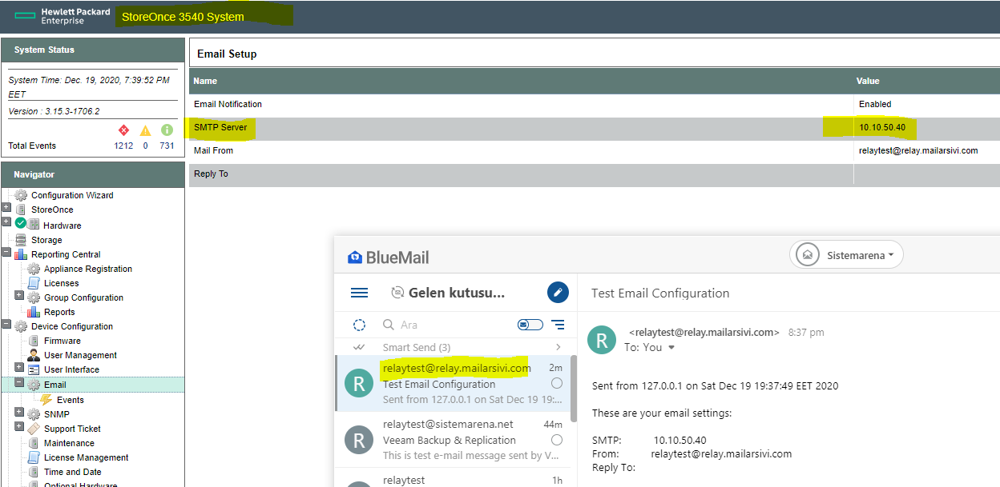 Hewlett Packard
Enterprise
StoreOnce 3540 System
System Status
System Time: Dec. 19, 2020, 7:39:52 PM
EET
Version : 3.15.3-1706.2
Total Events 1212 0 731
Navigator
Configuration Wizard
StoreOnce
Hardware
Storage
Reporting Central
Appliance Registration
Licenses
Group Configuration
Reports
Device Configuration
Firmware
User Management
User Interface
Email
Events
SNMP
Support Ticket
Maintenance
License Management
Time and Date
Optional Hardware
Email Setup
Name Value
Email Notification Enabled
SMTP Server 10.10.50.40
Mail From relaytest@relay.mailarsivi.com
Reply To
BlueMail
Sistemarena
Gelen kutusu...
Ara
Smart Send (3)
relaytest@relay.mailarsivi.com 2m
Test Email Configuration
Sent from 127.0.0.1 on Sat Dec 19 19:...
relaytest@sistemarena.net 44m
Veeam Backup & Replication
This is test e-mail message sent by V...
relaytest 1h
Test Email Configuration
<relaytest@relay.mailarsivi.com> 8:37 pm
To: You
Sent from 127.0.0.1 on Sat Dec 19 19:37:49 EET 2020
These are your email settings:
SMTP: 10.10.50.40
From: relaytest@relay.mailarsivi.com
Reply To:
R
R
R